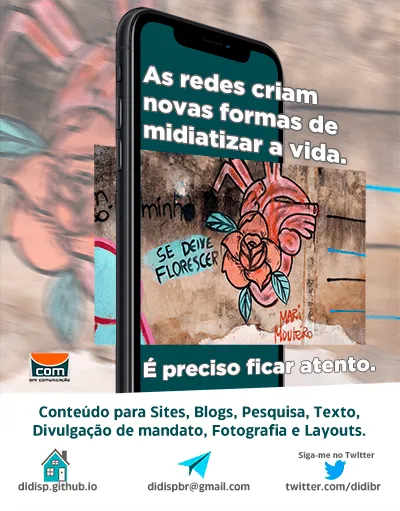 As redes criam
novas formas de
midiatizar a vida.
minho
SE DEIXE
FLORESCER
MARI
MONTEIRO
É preciso ficar atento.
com
em comunicação
Conteúdo para Sites, Blogs, Pesquisa, Texto,
Divulgação de mandato, Fotografia e Layouts.
Siga-me no Twitter
didisp.github.io
didispbr@gmail.com
twitter.com/didibr